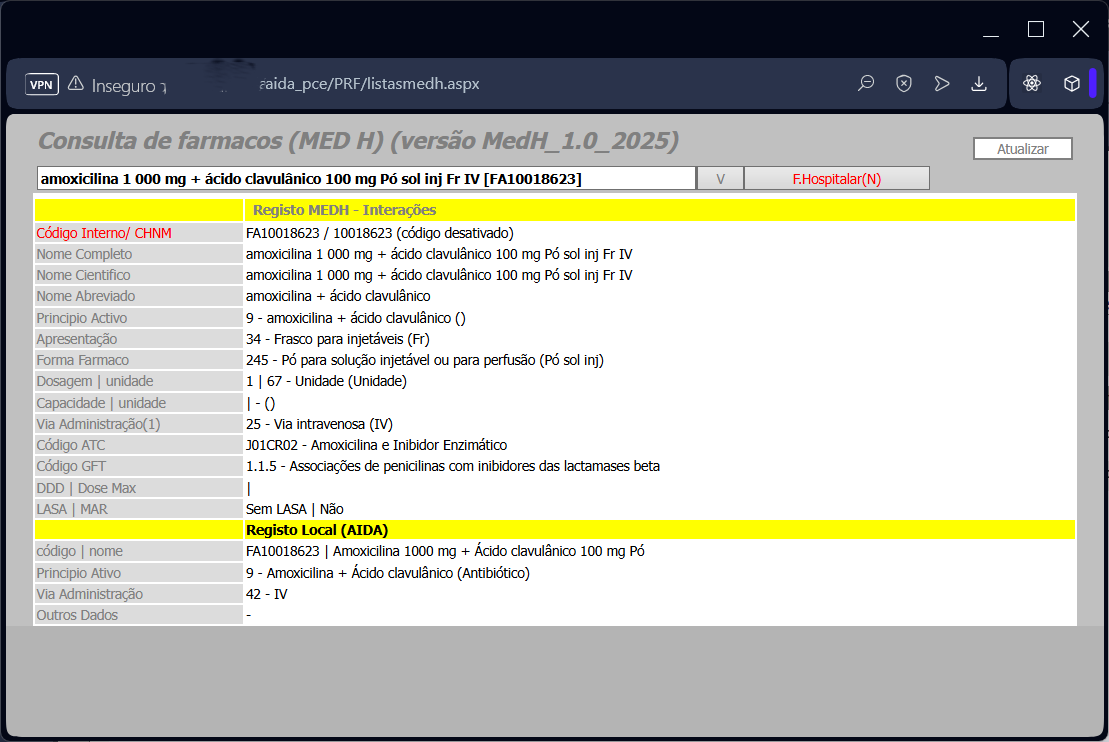 VPN Inseguro aaida_pce/PRF/listasmedh.aspx
Consulta de farmacos (MED H) (versão MedH_1.0_2025)
Atualizar
amoxicilina 1 000 mg + ácido clavulânico 100 mg Pó sol inj Fr IV [FA10018623] V F.Hospitalar(N)
Registo MEDH - Interações
Código Interno/ CHNM FA10018623 / 10018623 (código desativado)
Nome Completo amoxicilina 1 000 mg + ácido clavulânico 100 mg Pó sol inj Fr IV
Nome Cientifico amoxicilina 1 000 mg + ácido clavulânico 100 mg Pó sol inj Fr IV
Nome Abreviado amoxicilina + ácido clavulânico
Principio Activo 9 - amoxicilina + ácido clavulânico ()
Apresentação 34 - Frasco para injetáveis (Fr)
Forma Farmaco 245 - Pó para solução injetável ou para perfusão (Pó sol inj)
Dosagem | unidade 1 | 67 - Unidade (Unidade)
Capacidade | unidade | - ()
Via Administração(1) 25 - Via intravenosa (IV)
Código ATC J01CR02 - Amoxicilina e Inibidor Enzimático
Código GFT 1.1.5 - Associações de penicilinas com inibidores das lactamases beta
DDD | Dose Max |
LASA | MAR Sem LASA | Não
Registo Local (AIDA)
código | nome FA10018623 | Amoxicilina 1000 mg + Ácido clavulânico 100 mg Pó
Principio Ativo 9 - Amoxicilina + Ácido clavulânico (Antibiótico)
Via Administração 42 - IV
Outros Dados -